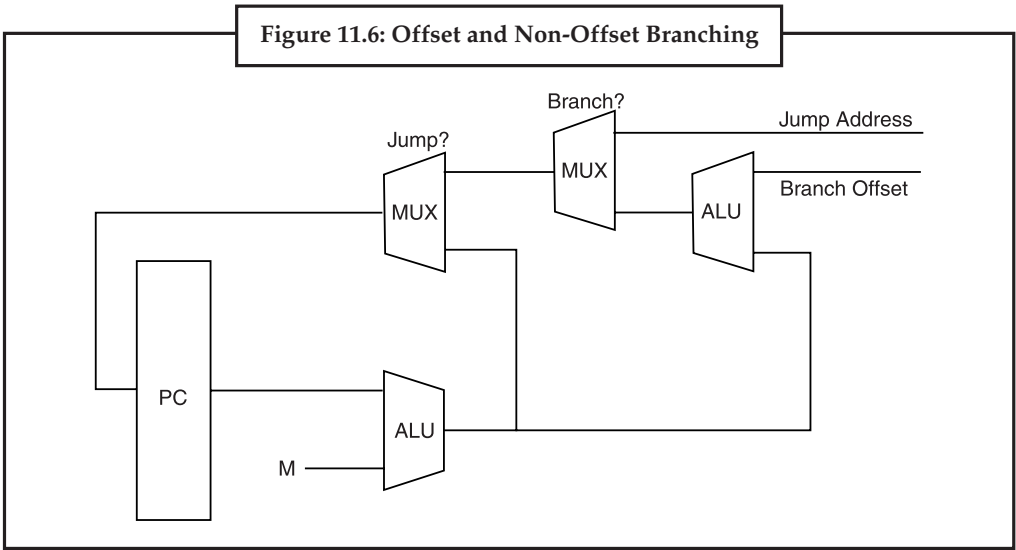 Figure 11.6: Offset and Non-Offset Branching
Branch?
Jump Address
Jump?
MUX
Branch Offset
MUX
ALU
PC
ALU
M